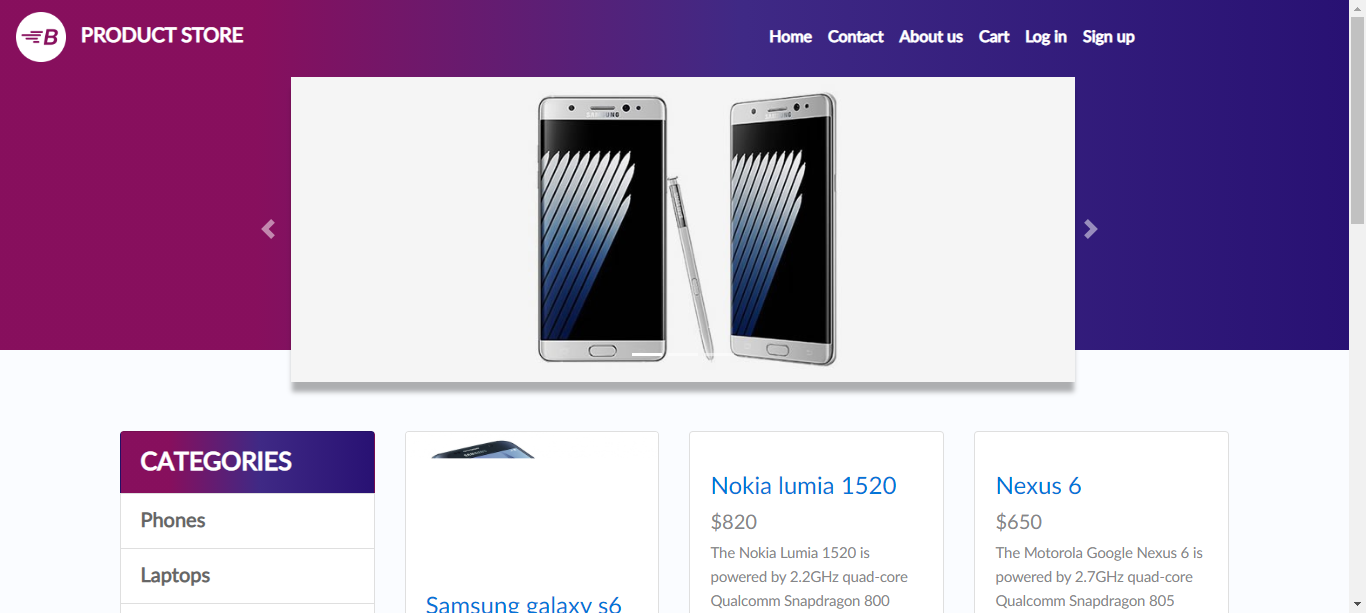 B PRODUCT STORE
Home Contact About us Cart Log in Sign up
SAMSUNG
SAMSUNG
CATEGORIES
Phones
Laptops
Samsung galaxy s6
Nokia lumia 1520
$820
The Nokia Lumia 1520 is
powered by 2.2GHz quad-core
Qualcomm Snapdragon 800
Nexus 6
$650
The Motorola Google Nexus 6 is
powered by 2.7GHz quad-core
Qualcomm Snapdragon 805